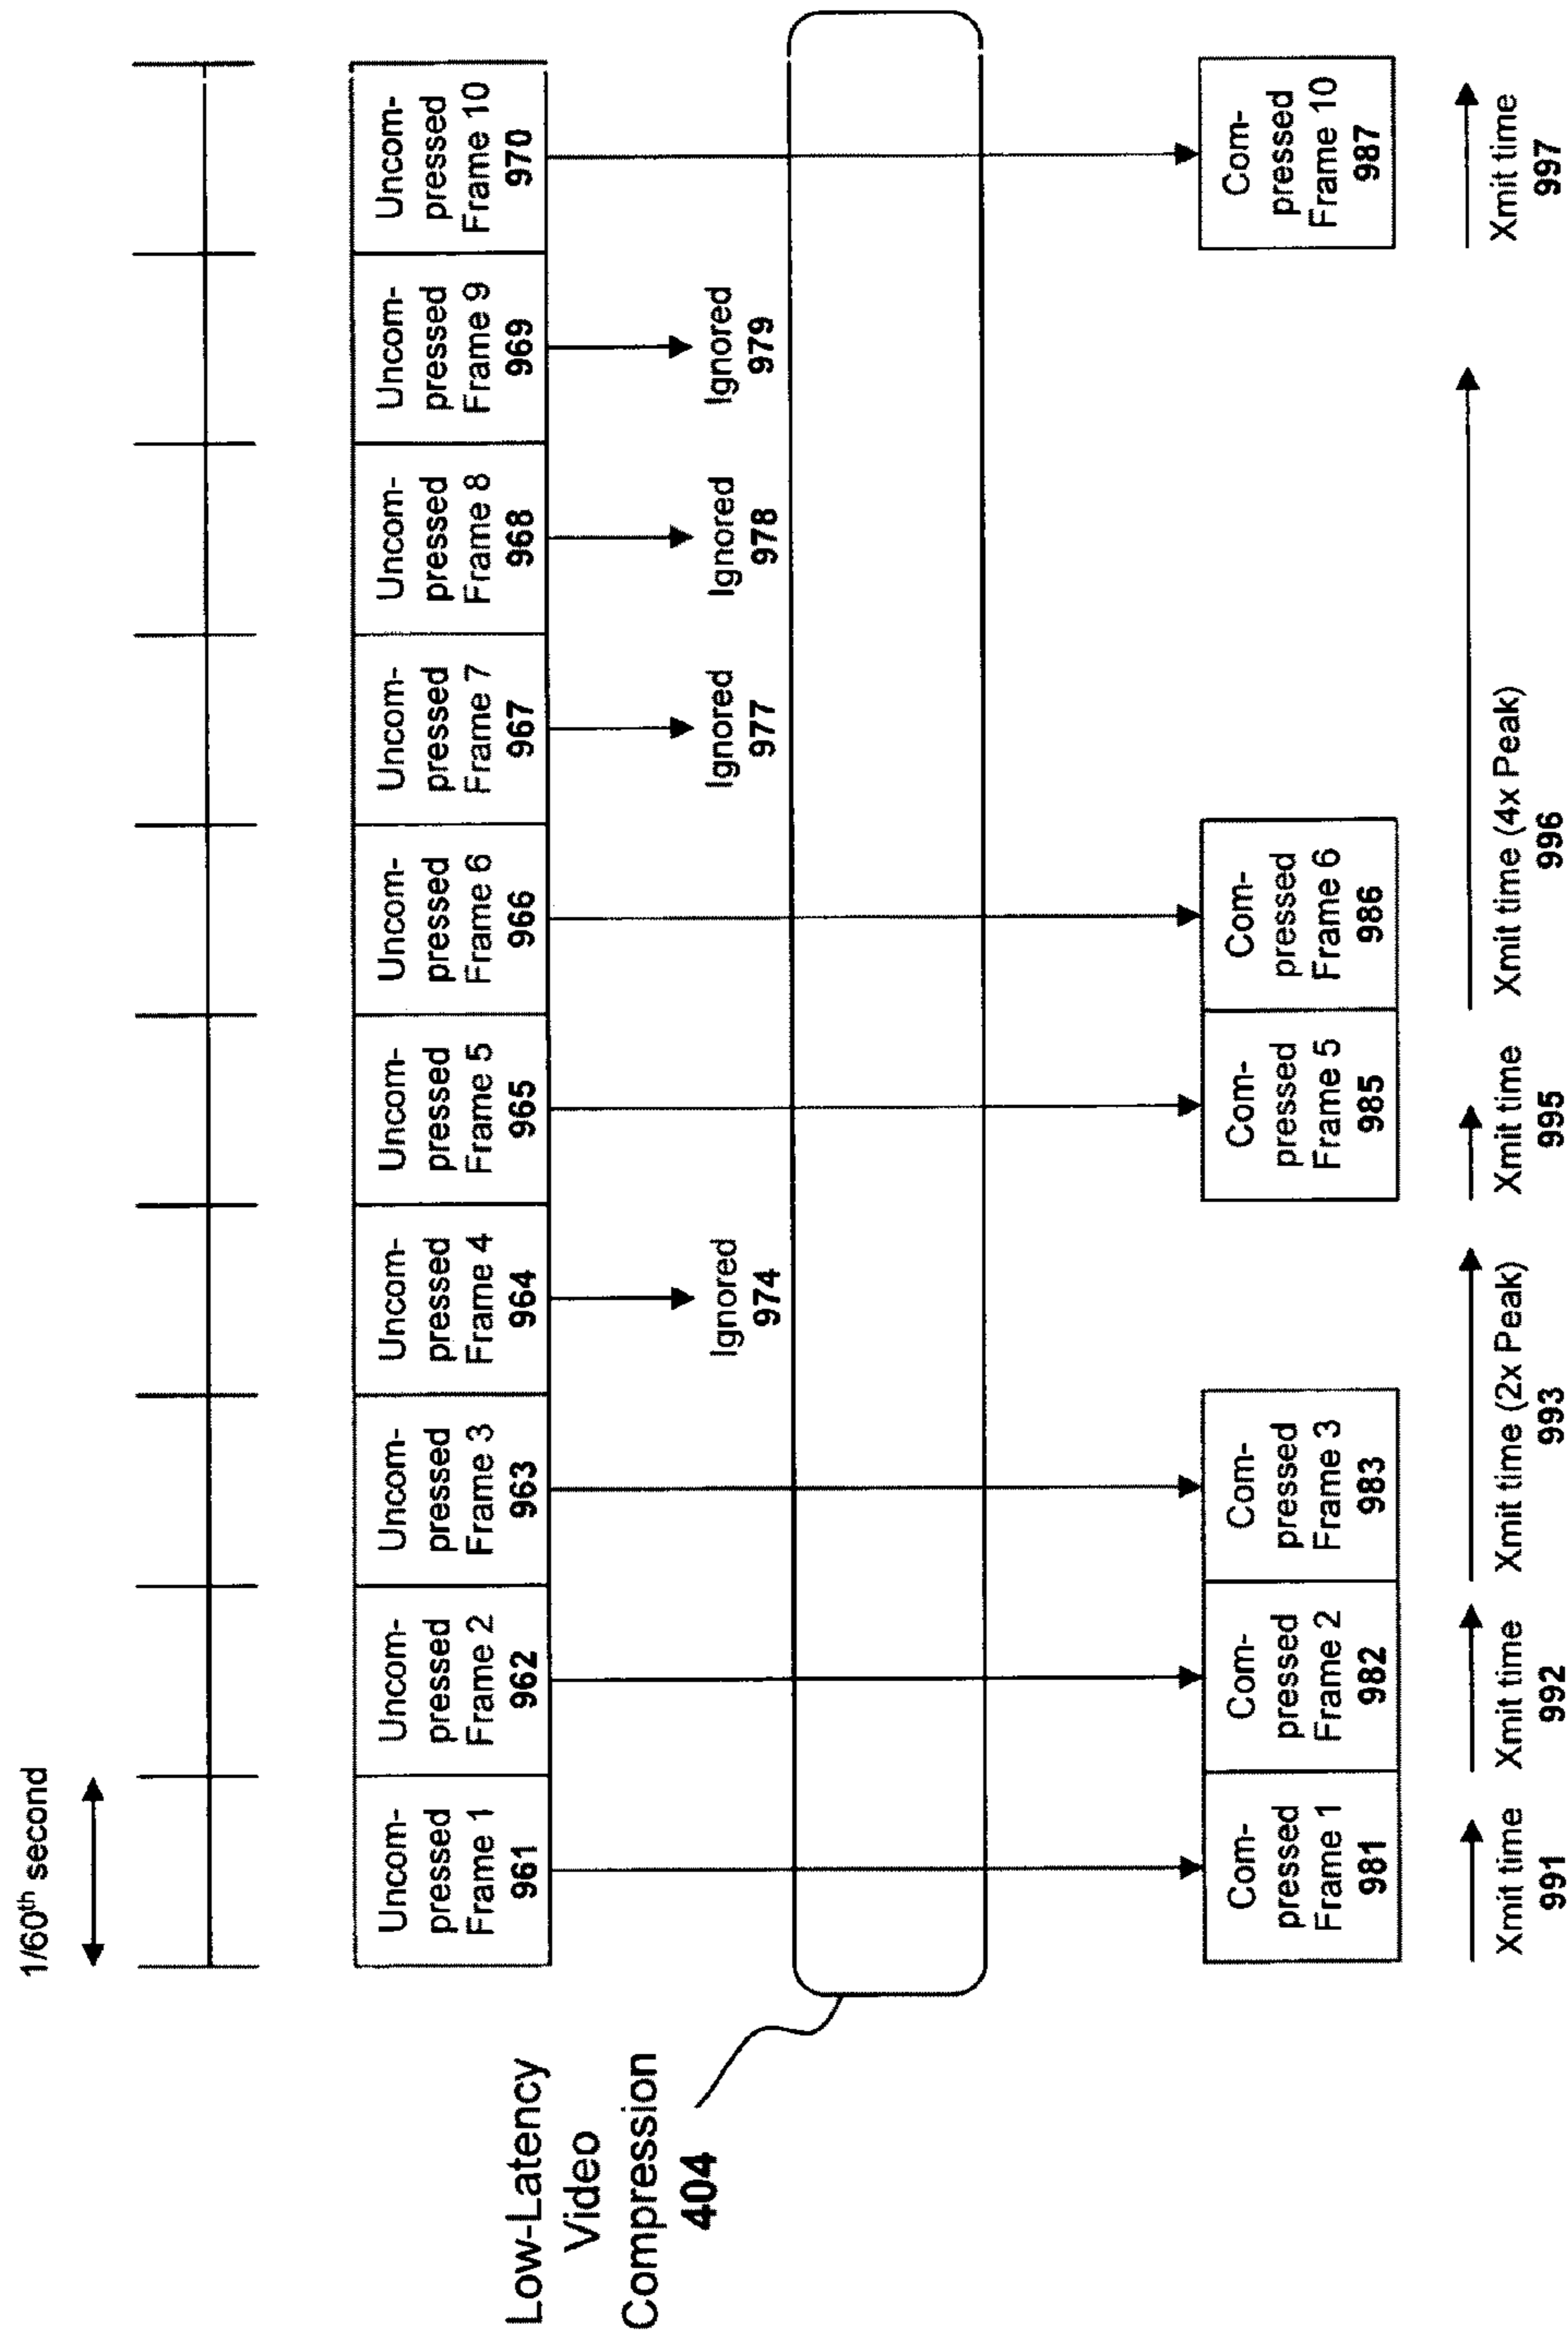 1/60th second
Uncom-
pressed
Frame 1
961
Uncom-
pressed
Frame 2
962
Uncom-
pressed
Frame 3
963
Uncom-
pressed
Frame 4
964
Uncom-
pressed
Frame 5
965
Uncom-
pressed
Frame 6
966
Uncom-
pressed
Frame 7
967
Uncom-
pressed
Frame 8
968
Uncom-
pressed
Frame 9
969
Uncom-
pressed
Frame 10
970
Ignored
974
Ignored
977
Ignored
978
Ignored
979
Low-Latency
Video
Compression
404
Com-
pressed
Frame 1
981
Com-
pressed
Frame 2
982
Com-
pressed
Frame 3
983
Com-
pressed
Frame 5
985
Com-
pressed
Frame 6
986
Com-
pressed
Frame 10
987
Xmit time
991
Xmit time
992
Xmit time (2x Peak)
993
Xmit time
995
Xmit time (4x Peak)
996
Xmit time
997